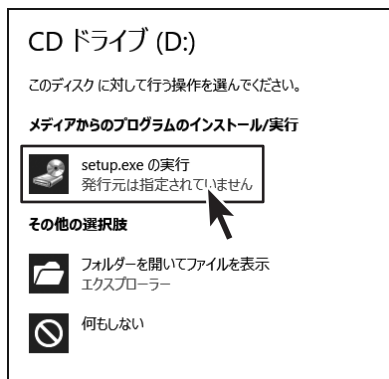 CD ドライブ (D:)
このディスク に対して行う操作を選んでください。
メディアからのプログラムのインストール/実行
setup.exe の実行
発行元は指定されていません
その他の選択肢
フォルダーを開いてファイルを表示
エクスプローラー
何もしない